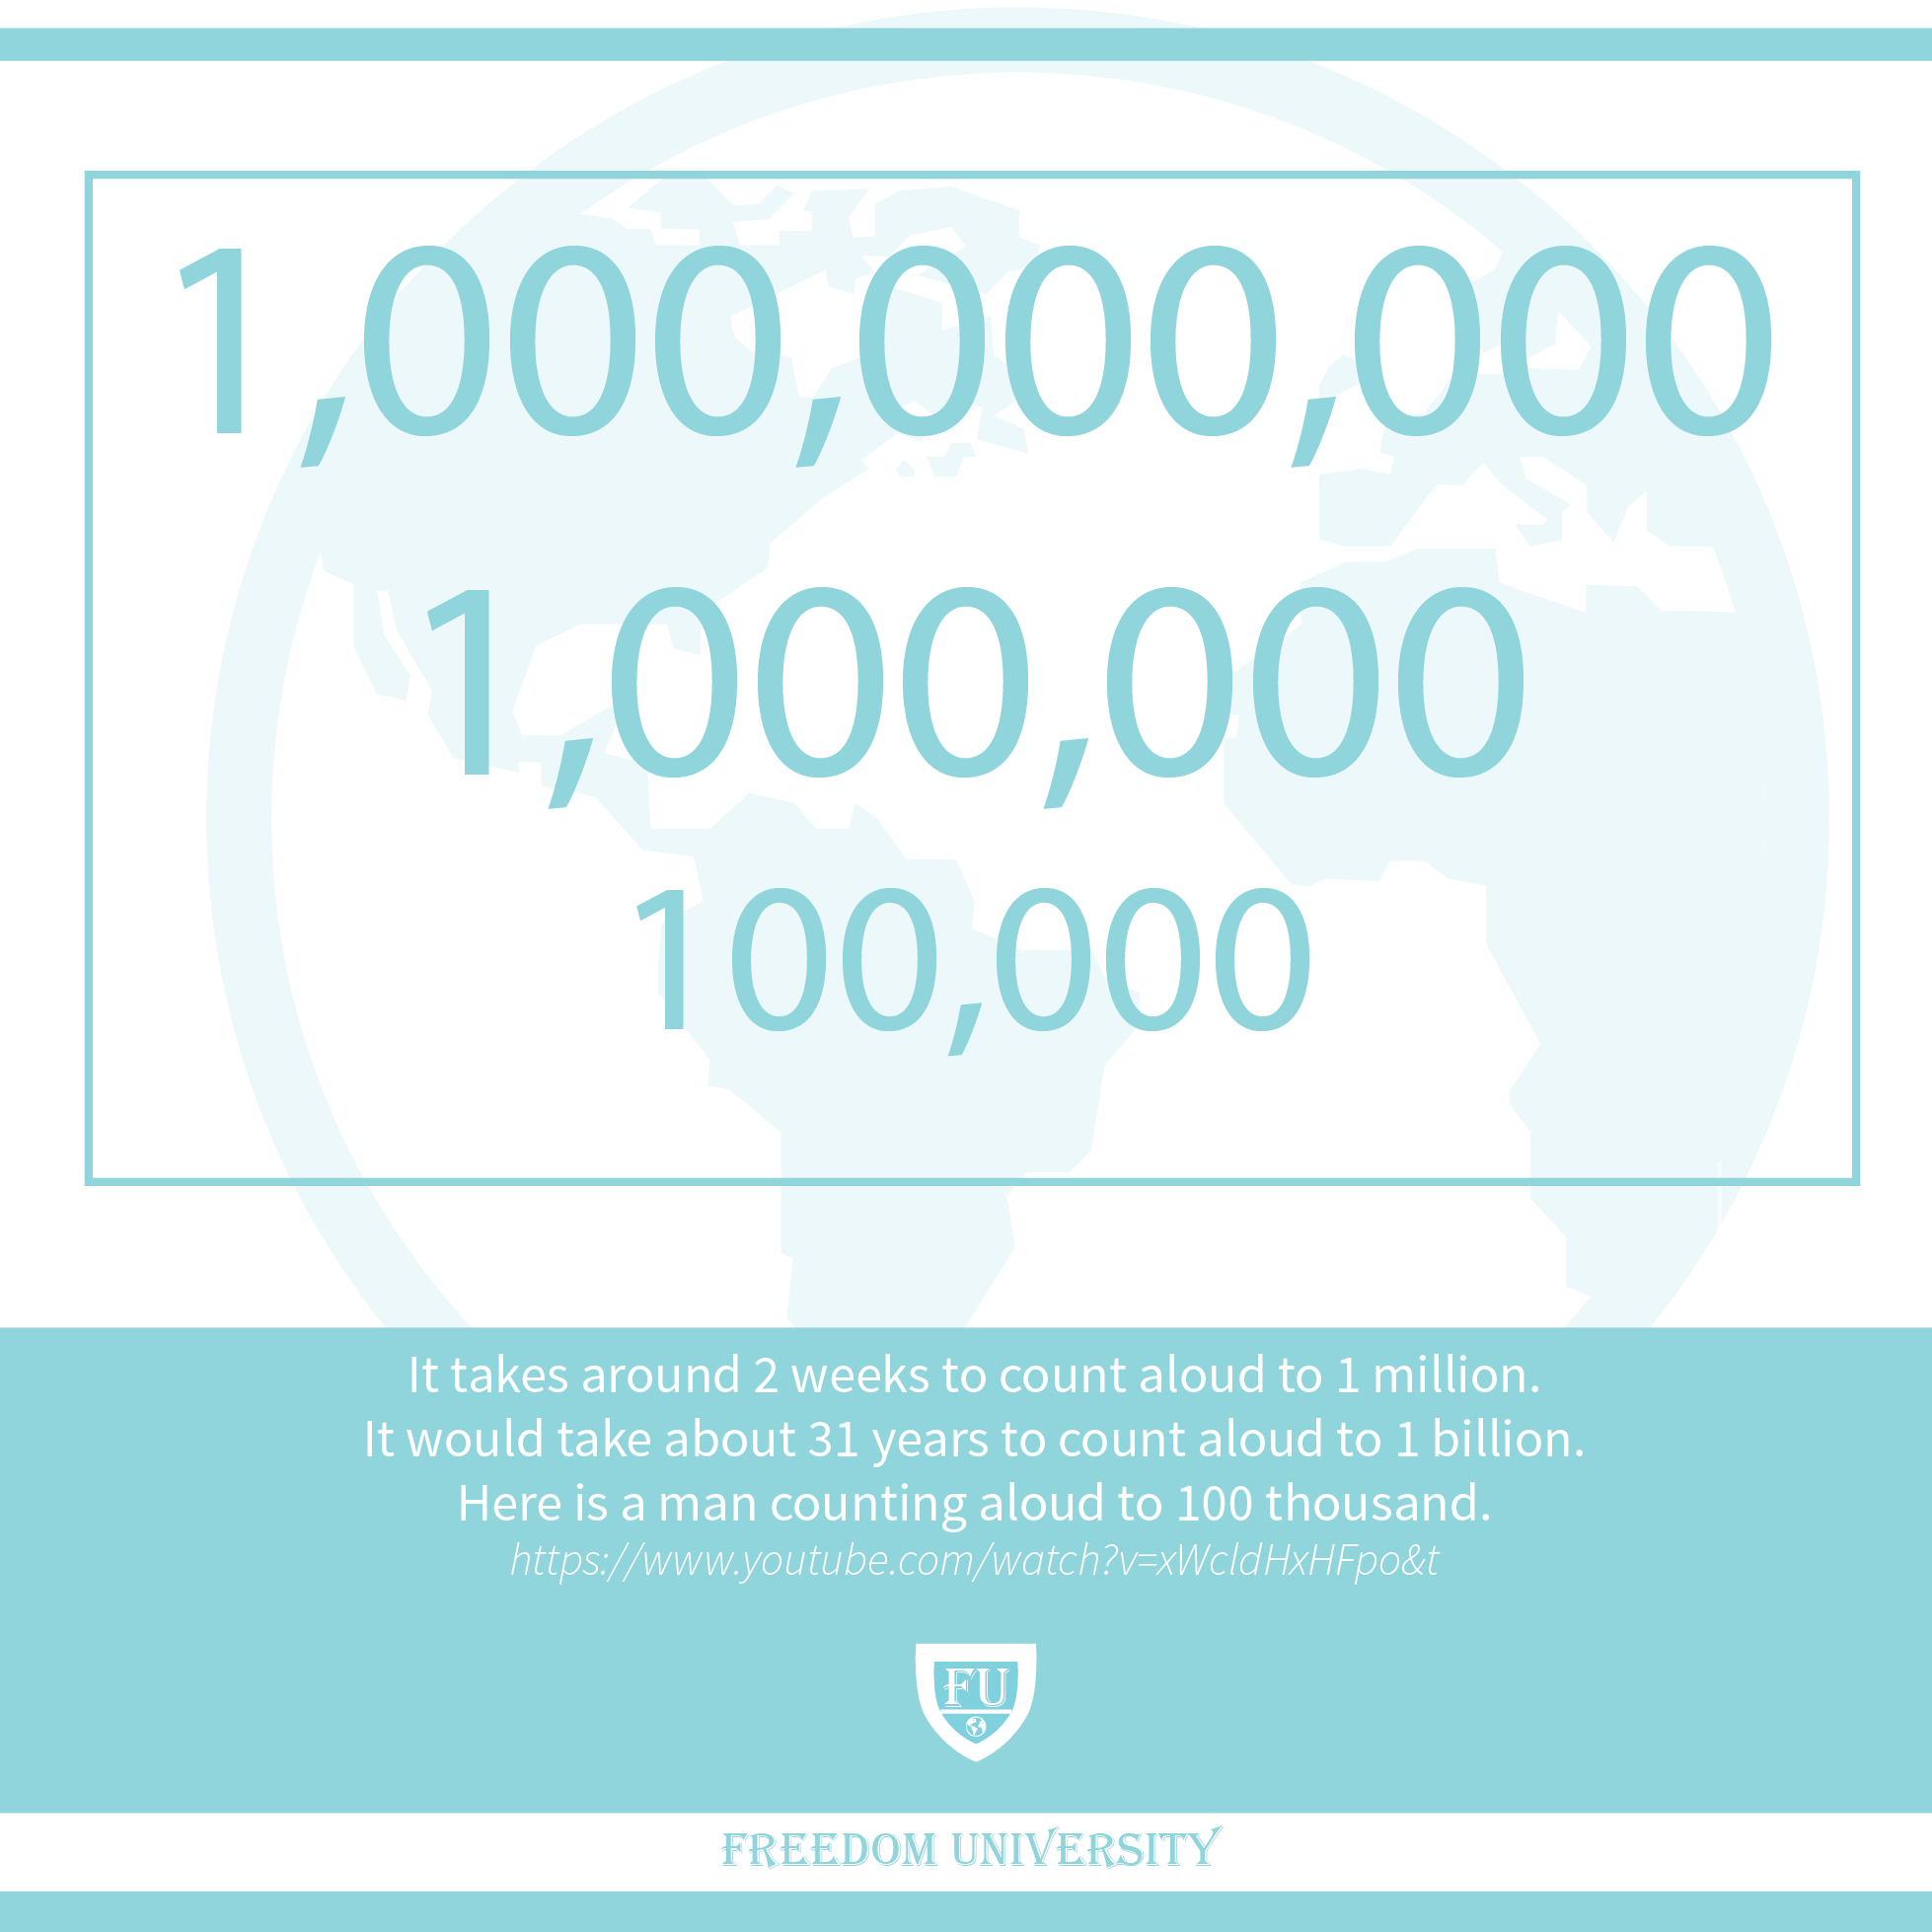 1,000,000,000
1,000,000
100,000
It takes around 2 weeks to count aloud to 1 million.
It would take about 31 years to count aloud to 1 billion.
Here is a man counting aloud to 100 thousand.
https://www.youtube.com/watch?v=xWcldHxHFpo&t
FU
FREEDOM UNIVERSITY